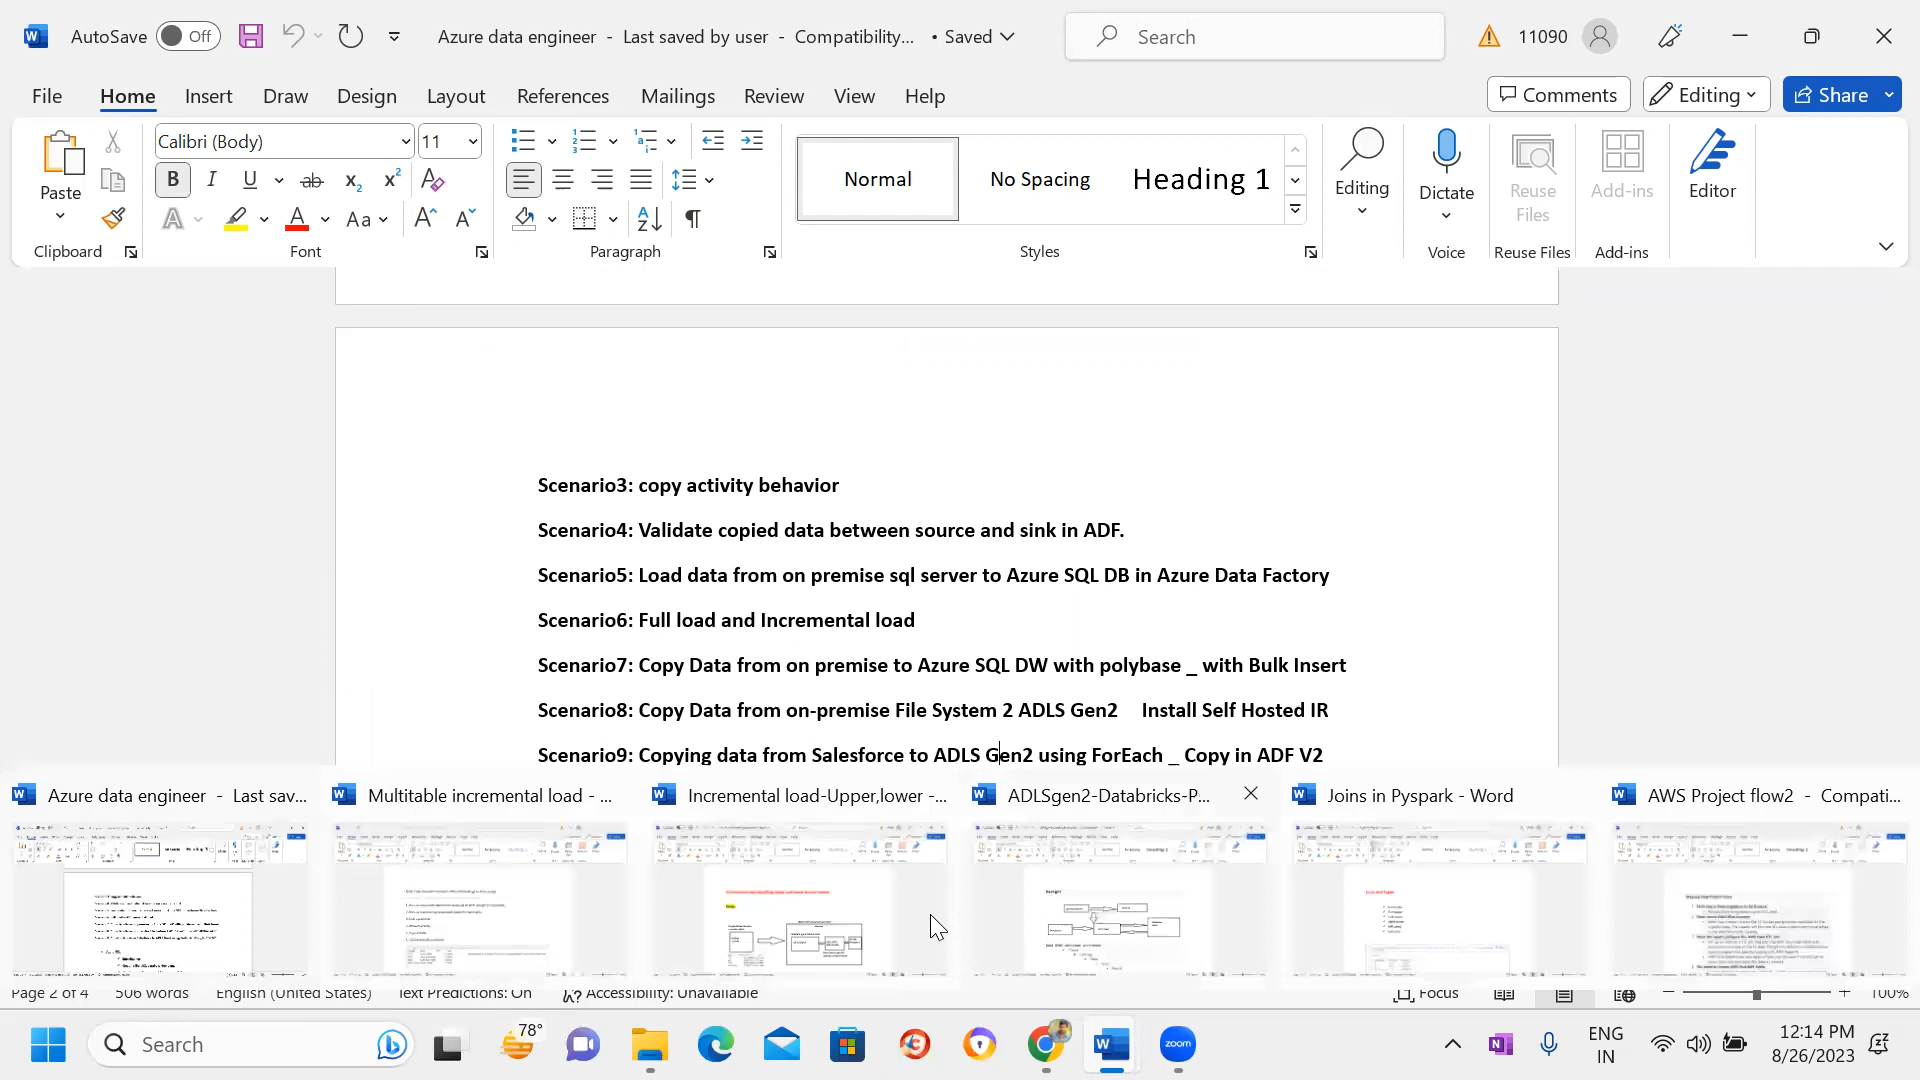 AutoSave Off Azure data engineer - Last saved by user - Compatibility... • Saved Search 11090
File Home Insert Draw Design Layout References Mailings Review View Help Comments Editing Share
Paste
Calibri (Body) 11
Normal No Spacing Heading 1
Editing
Dictate
Reuse Files
Add-ins
Editor
Clipboard Font Paragraph Styles Voice Reuse Files Add-ins
Scenario3: copy activity behavior
Scenario4: Validate copied data between source and sink in ADF.
Scenario5: Load data from on premise sql server to Azure SQL DB in Azure Data Factory
Scenario6: Full load and Incremental load
Scenario7: Copy Data from on premise to Azure SQL DW with polybase _ with Bulk Insert
Scenario8: Copy Data from on-premise File System 2 ADLS Gen2 Install Self Hosted IR
Scenario9: Copying data from Salesforce to ADLS Gen2 using ForEach _ Copy in ADF V2
Azure data engineer - Last sav... Multitable incremental load - ... Incremental load-Upper,lower -... ADLSgen2-Databricks-P... Joins in Pyspark - Word AWS Project flow2 - Compati...
Page 2 of 4 506 words English (United States) Text Predictions: On Accessibility: Unavailable Focus 100%
Search 78° zoom ENG IN 12:14 PM 8/26/2023